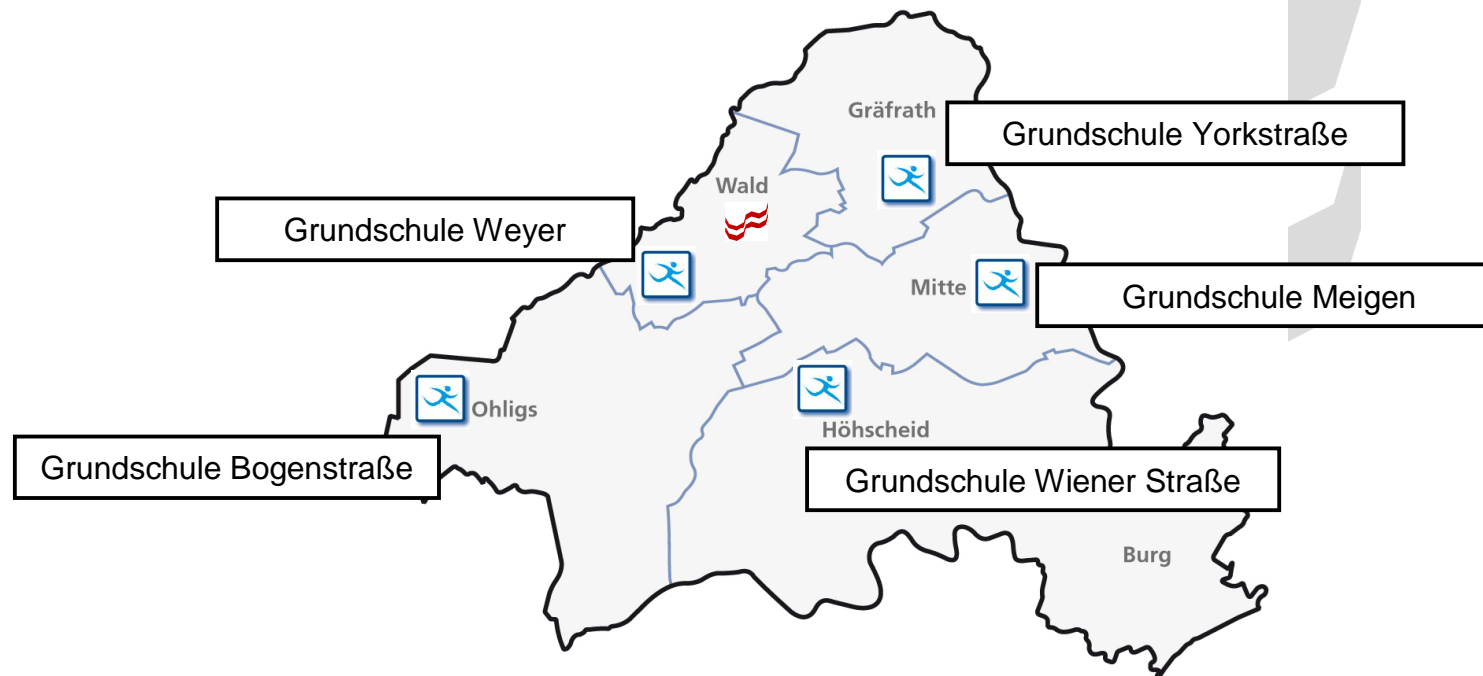 Gräfrath
Grundschule Yorkstraße
Wald
Grundschule Weyer
Mitte
Grundschule Meigen
Ohligs
Höhscheid
Grundschule Bogenstraße
Grundschule Wiener Straße
Burg